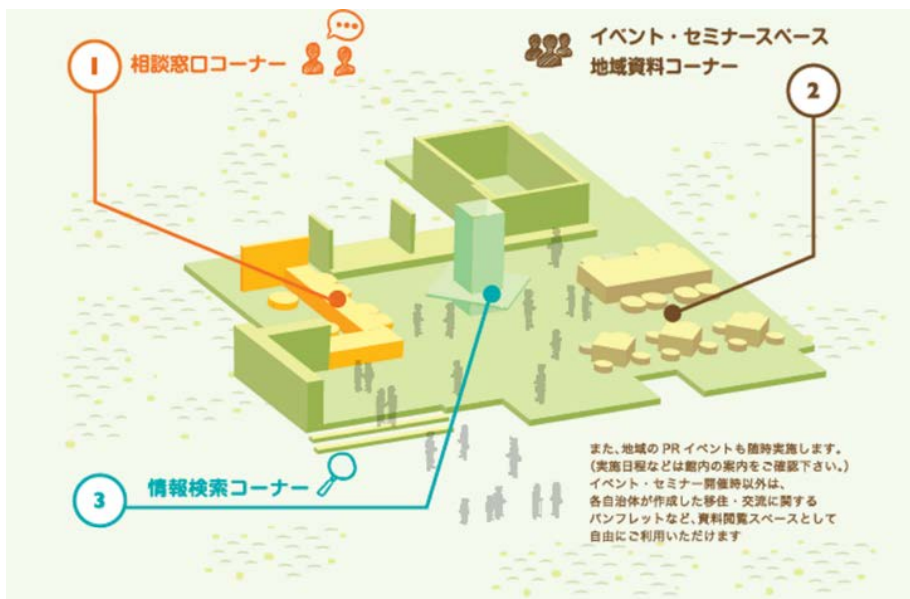 1 相談窓口コーナー
イベント・セミナースペース
地域資料コーナー
2
3 情報検索コーナー
また、地域の PR イベントも随時実施します。
(実施日程などは館内の案内をご確認下さい。)
イベント・セミナー開催時以外は、
各自治体が作成した移住・交流に関する
パンフレットなど、資料閲覧スペースとして
自由にご利用いただけます